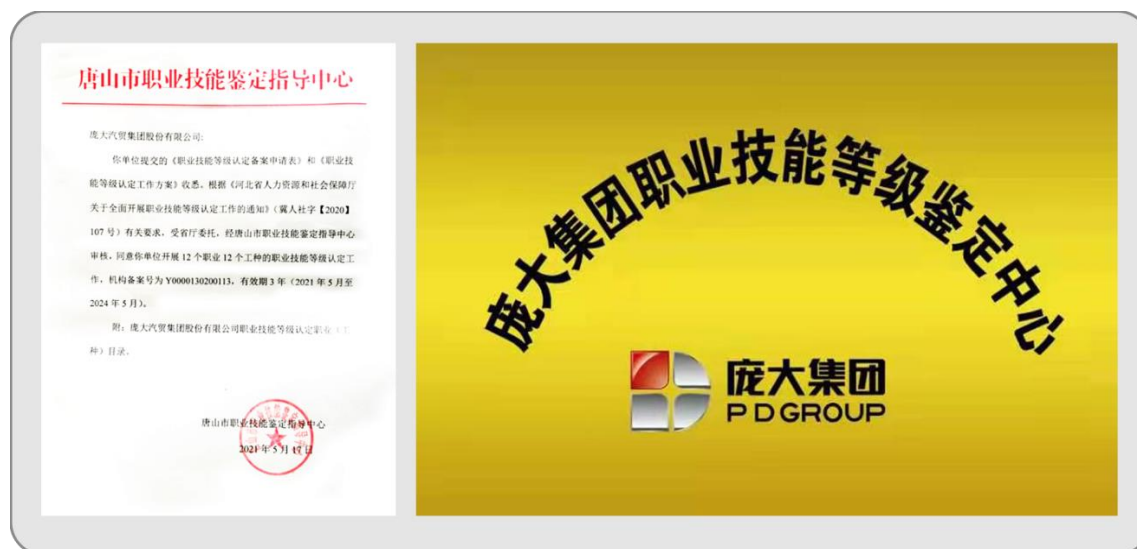 唐山市职业技能鉴定指导中心
庞大汽贸集团股份有限公司:
你单位提交的《职业技能等级认定备案申请表》和《职业技
能等级认定工作方案》收悉。根据《河北省人力资源和社会保障厅
关于全面开展职业技能等级认定工作的通知》（冀人社字【2020】
107号）有关要求，受省厅委托，经唐山市职业技能鉴定指导中心
审核，同意你单位开展12个职业12个工种的职业技能等级认定工
作，机构备案号为Y0000130200113，有效期3年（2021年5月至
2024年5月）。
附：庞大汽贸集团股份有限公司职业技能等级认定职业（工
种）目录。
唐山市职业技能鉴定指导中心
2021年5月17日
庞大集团职业技能等级鉴定中心
庞大集团
PDGROUP